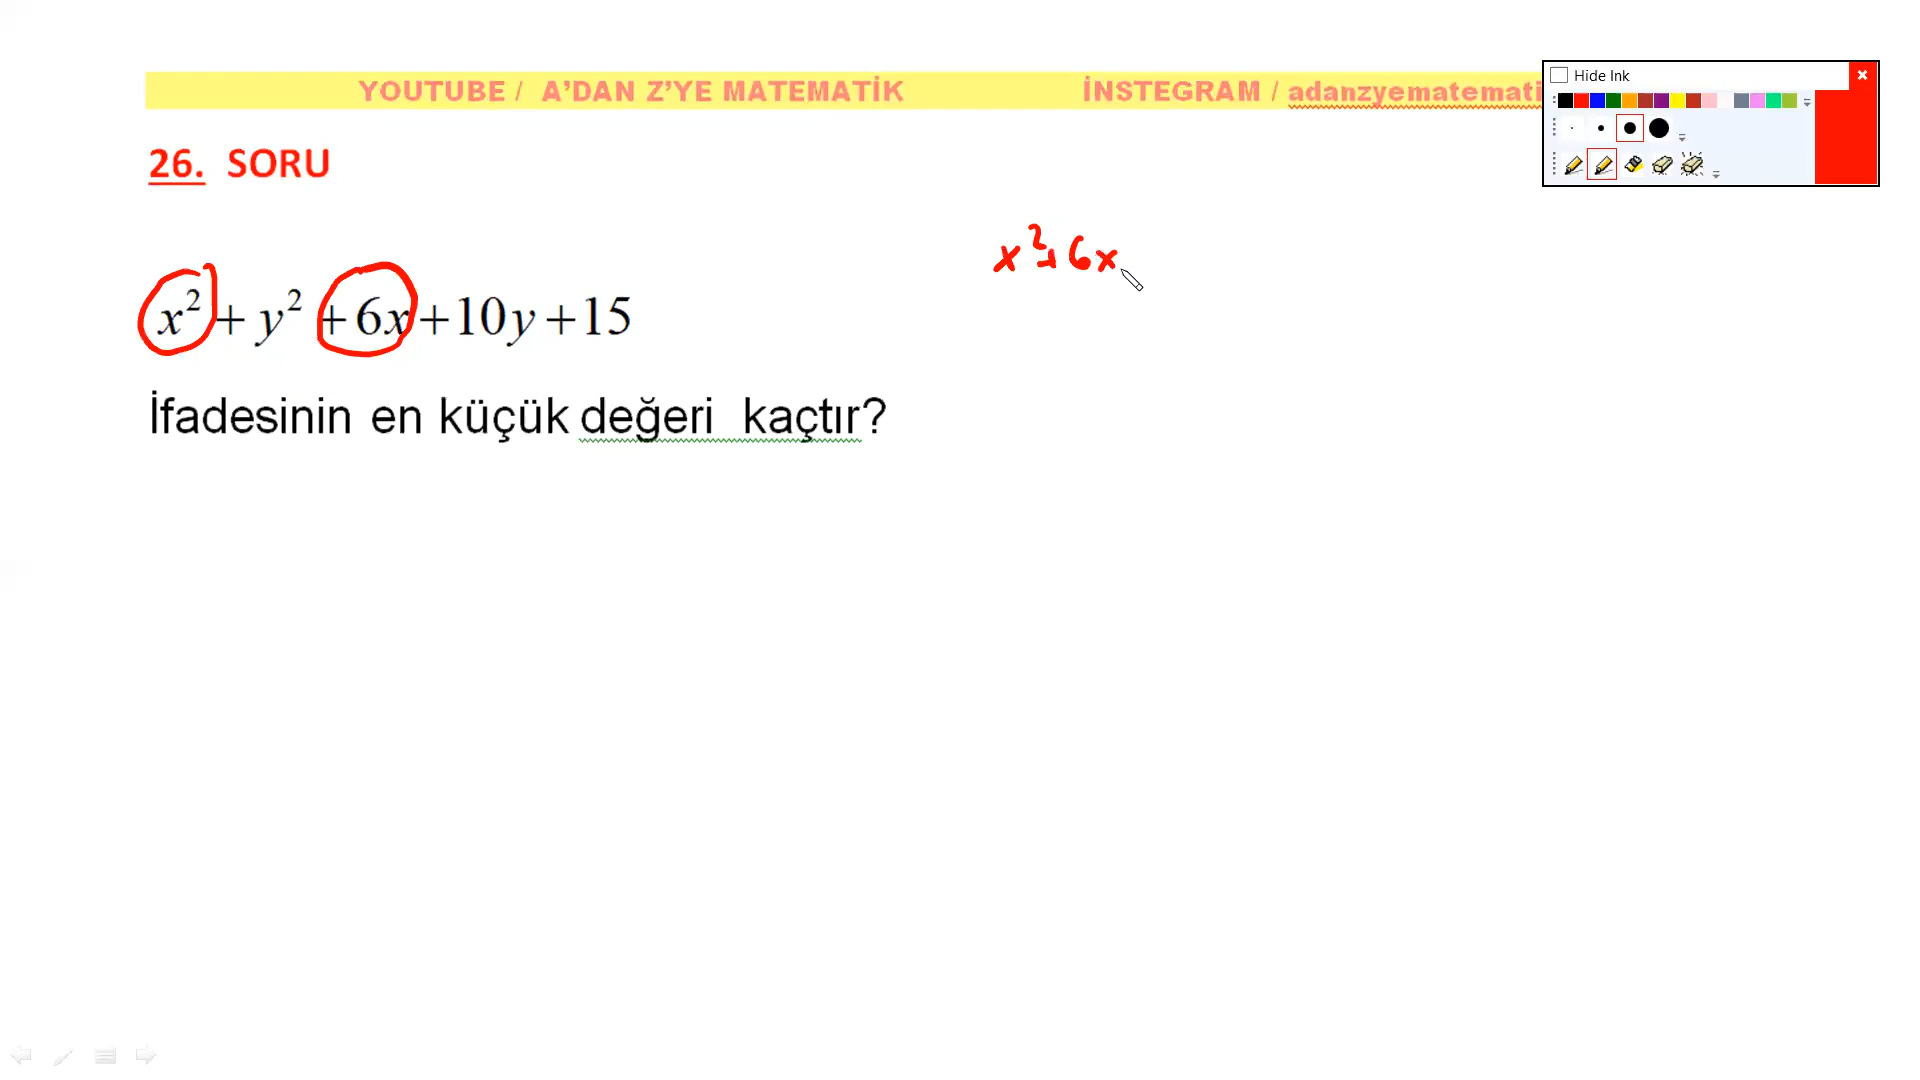 YOUTUBE / A’DAN Z’YE MATEMATİK İNSTEGRAM / adanzyematemati
Hide Ink
26. SORU
x² + 6x
x² + y² + 6x + 10y + 15
İfadesinin en küçük değeri kaçtır?